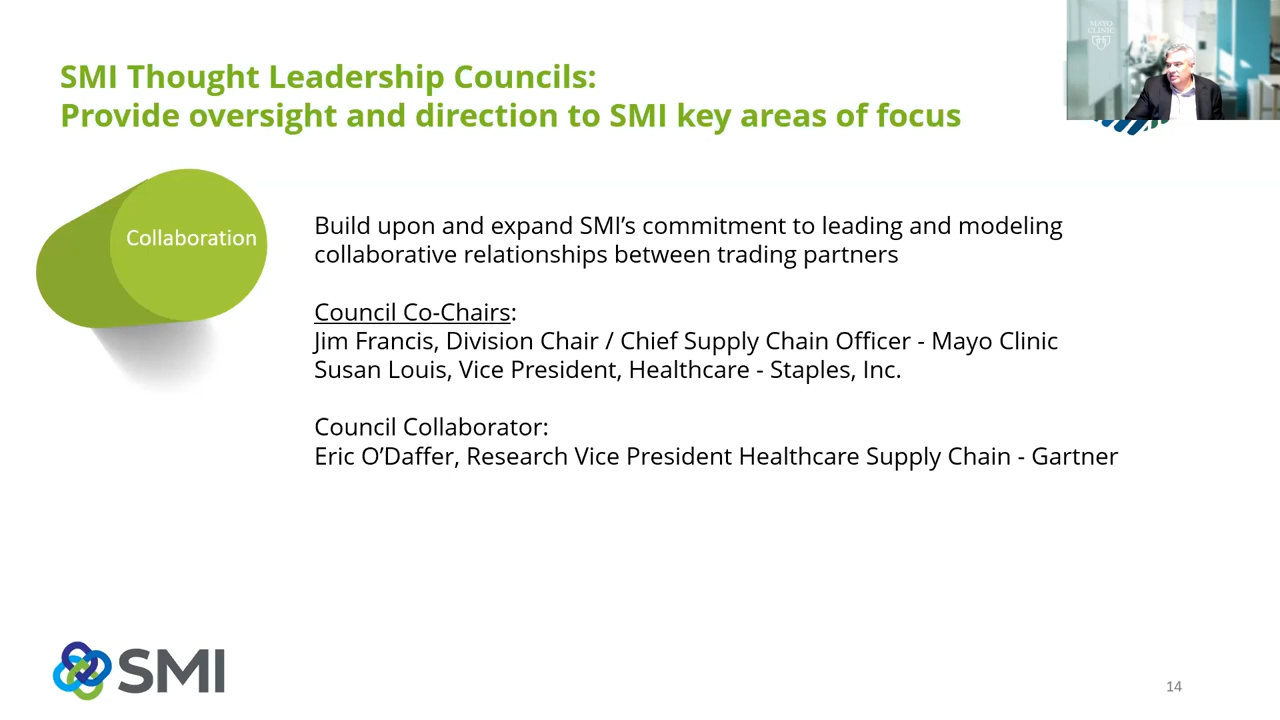 MAYO
CLINIC
SMI Thought Leadership Councils:
Provide oversight and direction to SMI key areas of focus
Collaboration
Build upon and expand SMI’s commitment to leading and modeling
collaborative relationships between trading partners
Council Co-Chairs:
Jim Francis, Division Chair / Chief Supply Chain Officer - Mayo Clinic
Susan Louis, Vice President, Healthcare - Staples, Inc.
Council Collaborator:
Eric O’Daffer, Research Vice President Healthcare Supply Chain - Gartner
SMI
14